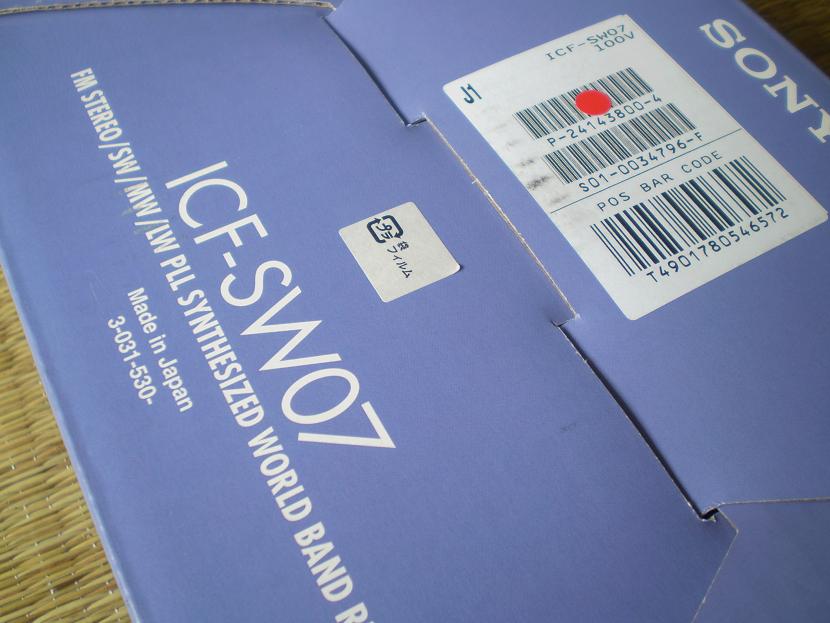 SONY
J1
ICF-SW07
100V
P-24143800-4
S01-0034796-F
POS BAR CODE
T4901780546572
プラ
袋
フィルム
ICF-SW07
FM STEREO/SW/MW/LW PLL SYNTHESIZED WORLD BAND
Made in Japan
3-031-530-